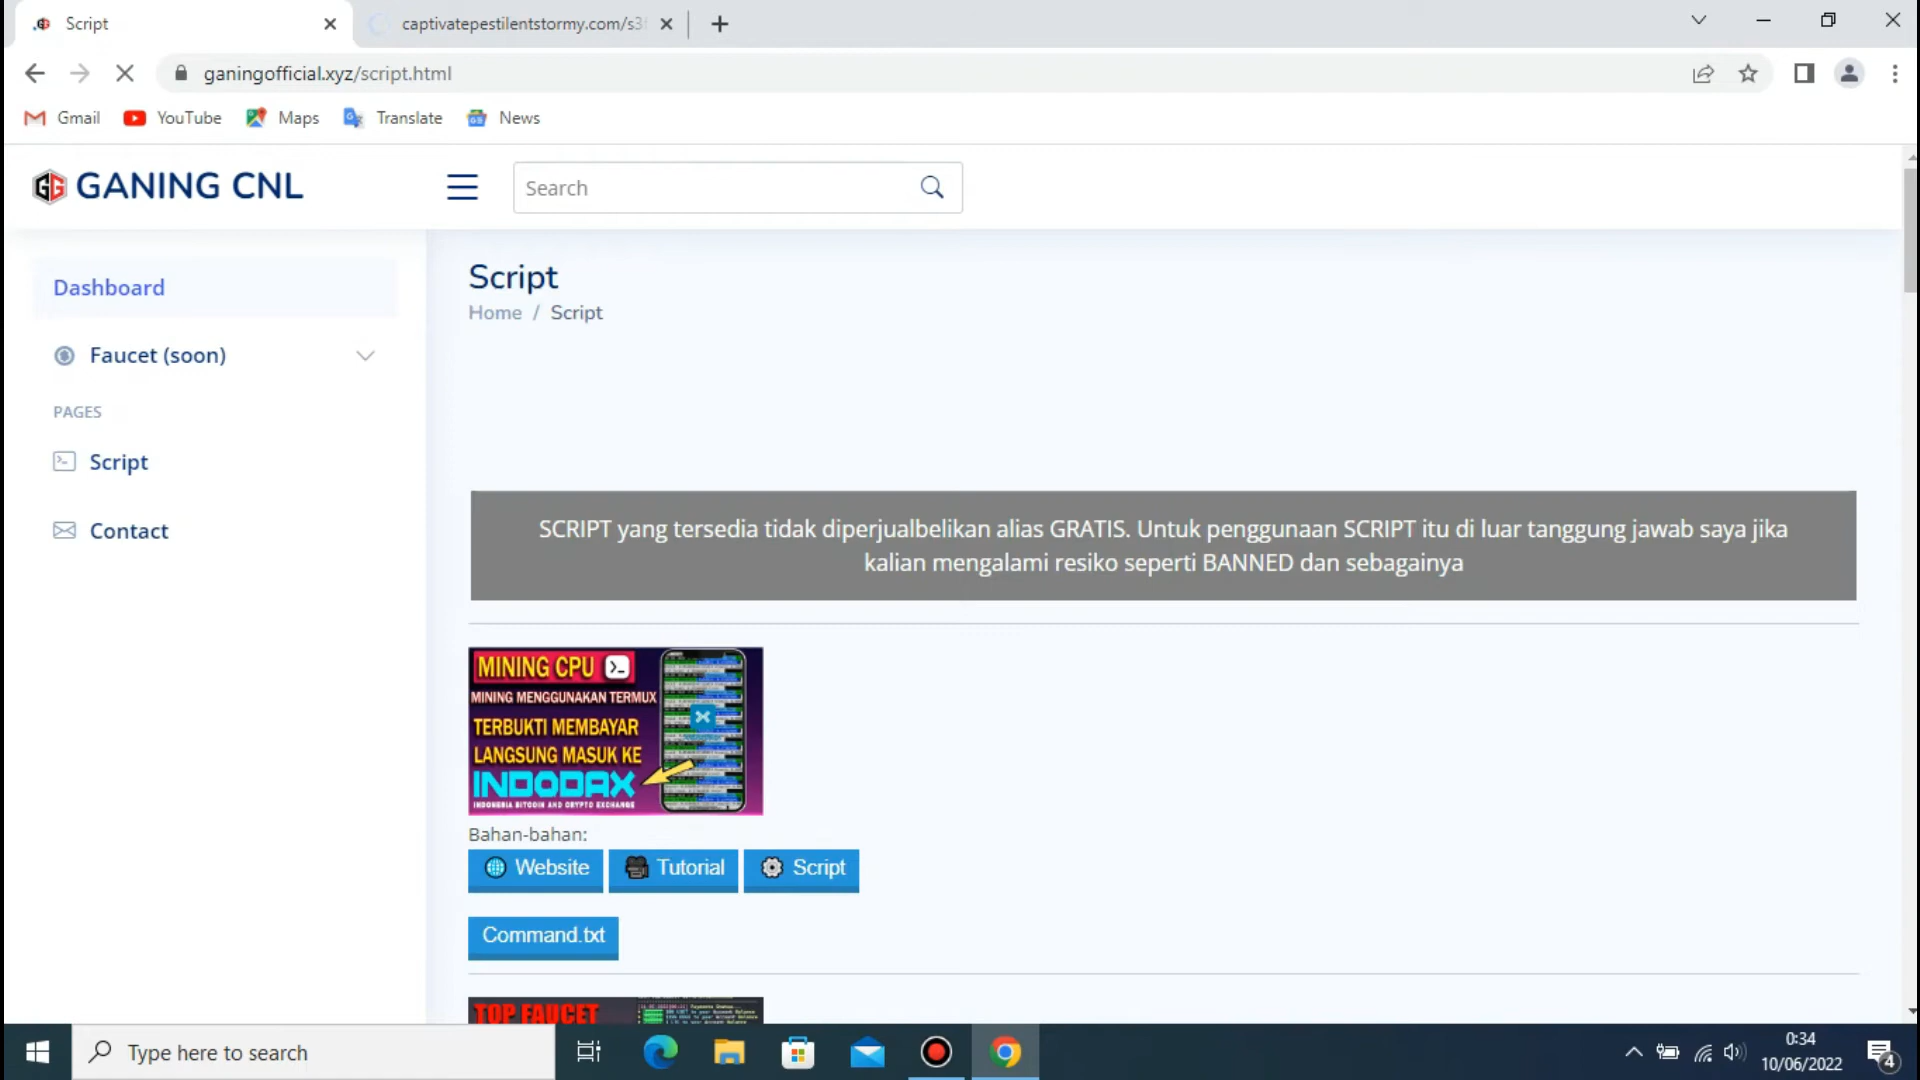 Script
captivatepestilentstormy.com/s3
ganingofficial.xyz/script.html
Gmail
YouTube
Maps
Translate
News
GANING CNL
Search
Dashboard
Faucet (soon)
PAGES
Script
Contact
Script
Home / Script
SCRIPT yang tersedia tidak diperjualbelikan alias GRATIS. Untuk penggunaan SCRIPT itu di luar tanggung jawab saya jika
kalian mengalami resiko seperti BANNED dan sebagainya
MINING CPU
MINING MENGGUNAKAN TERMUX
TERBUKTI MEMBAYAR
LANGSUNG MASUK KE
INDODAX
INDONESIA BITCOIN AND CRYPTO EXCHANGE
Bahan-bahan:
Website
Tutorial
Script
Command.txt
TOP FAUCET
Type here to search
0:34
10/06/2022
4